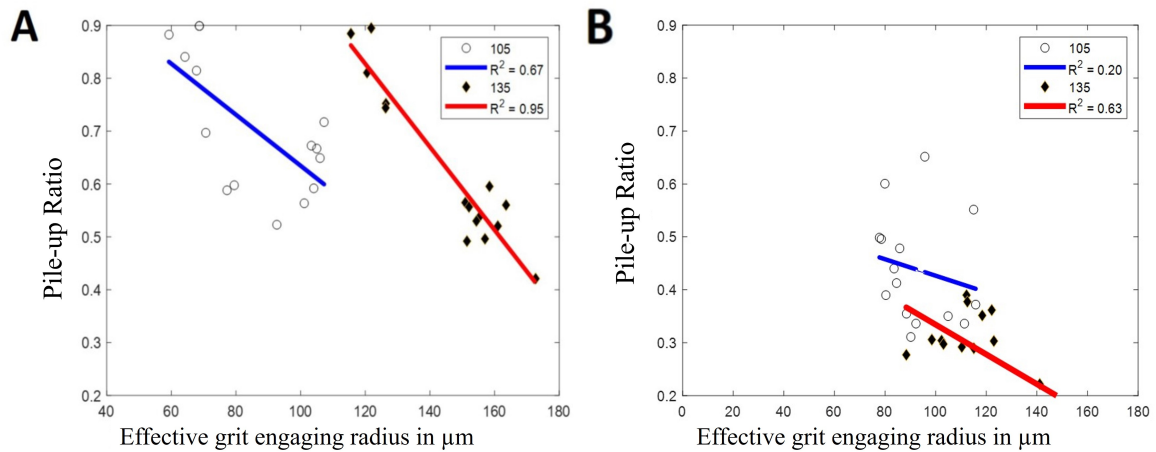 A
0.9
0.8
0.7
0.6
0.5
0.4
0.3
0.2
Pile-up Ratio
105
R² = 0.67
135
R² = 0.95
40 60 80 100 120 140 160 180
Effective grit engaging radius in µm
B
0.9
0.8
0.7
0.6
0.5
0.4
0.3
0.2
Pile-up Ratio
105
R² = 0.20
135
R² = 0.63
0 20 40 60 80 100 120 140 160 180
Effective grit engaging radius in µm